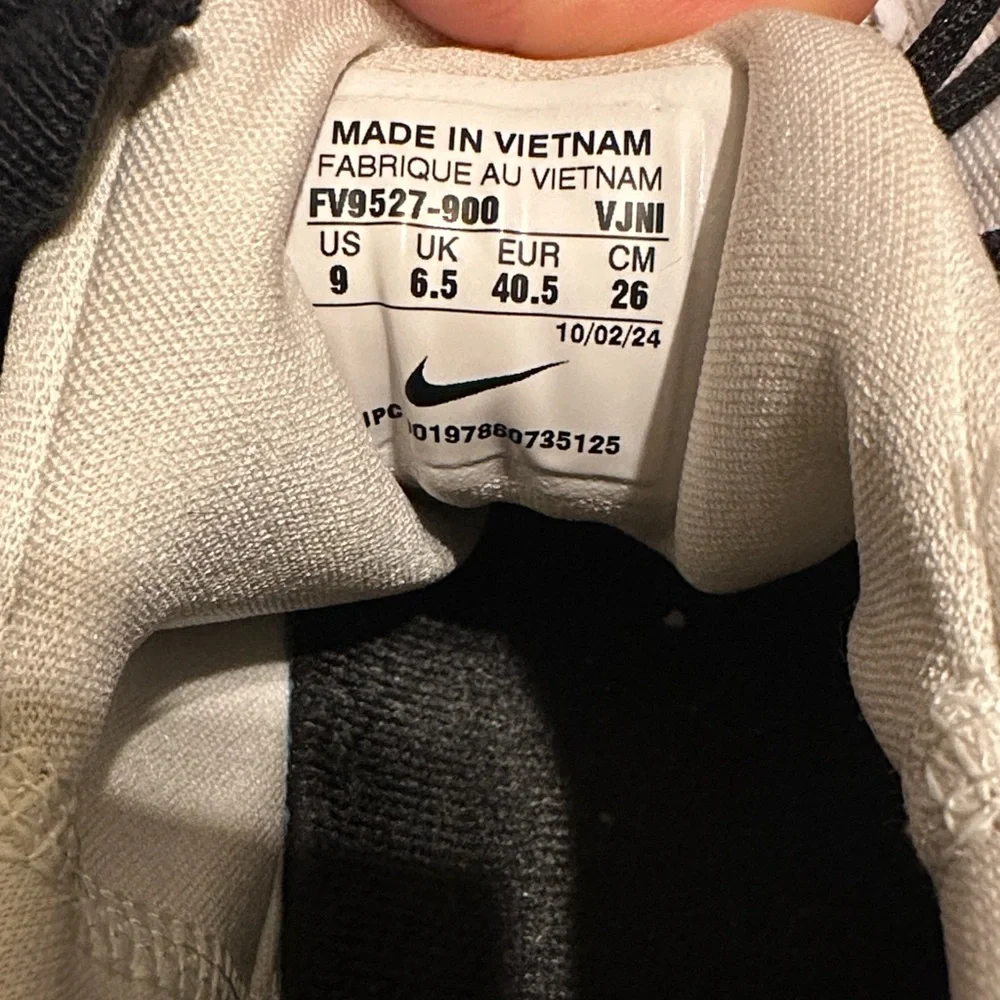 MADE IN VIETNAM
FABRIQUE AU VIETNAM
FV9527-900 VJNI
US UK EUR CM
9 6.5 40.5 26
10/02/24